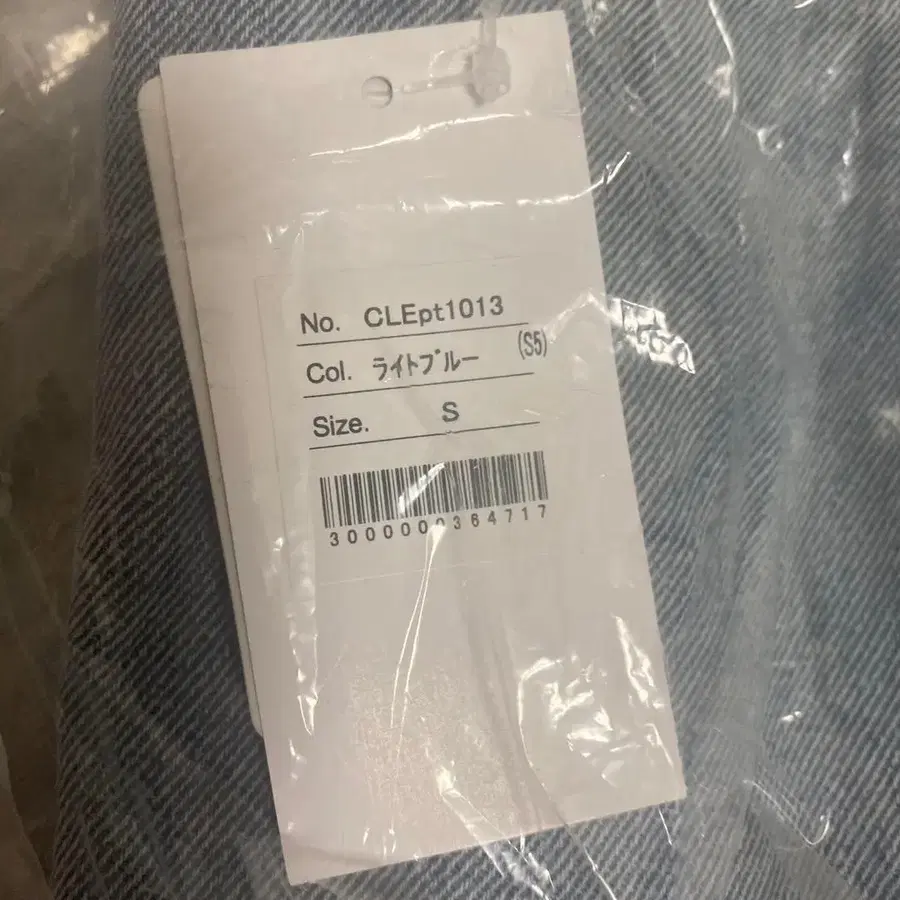 No. CLEpt1013
Col. ﾗｲﾄﾌﾞﾙｰ (S5)
Size. S
3000000364717